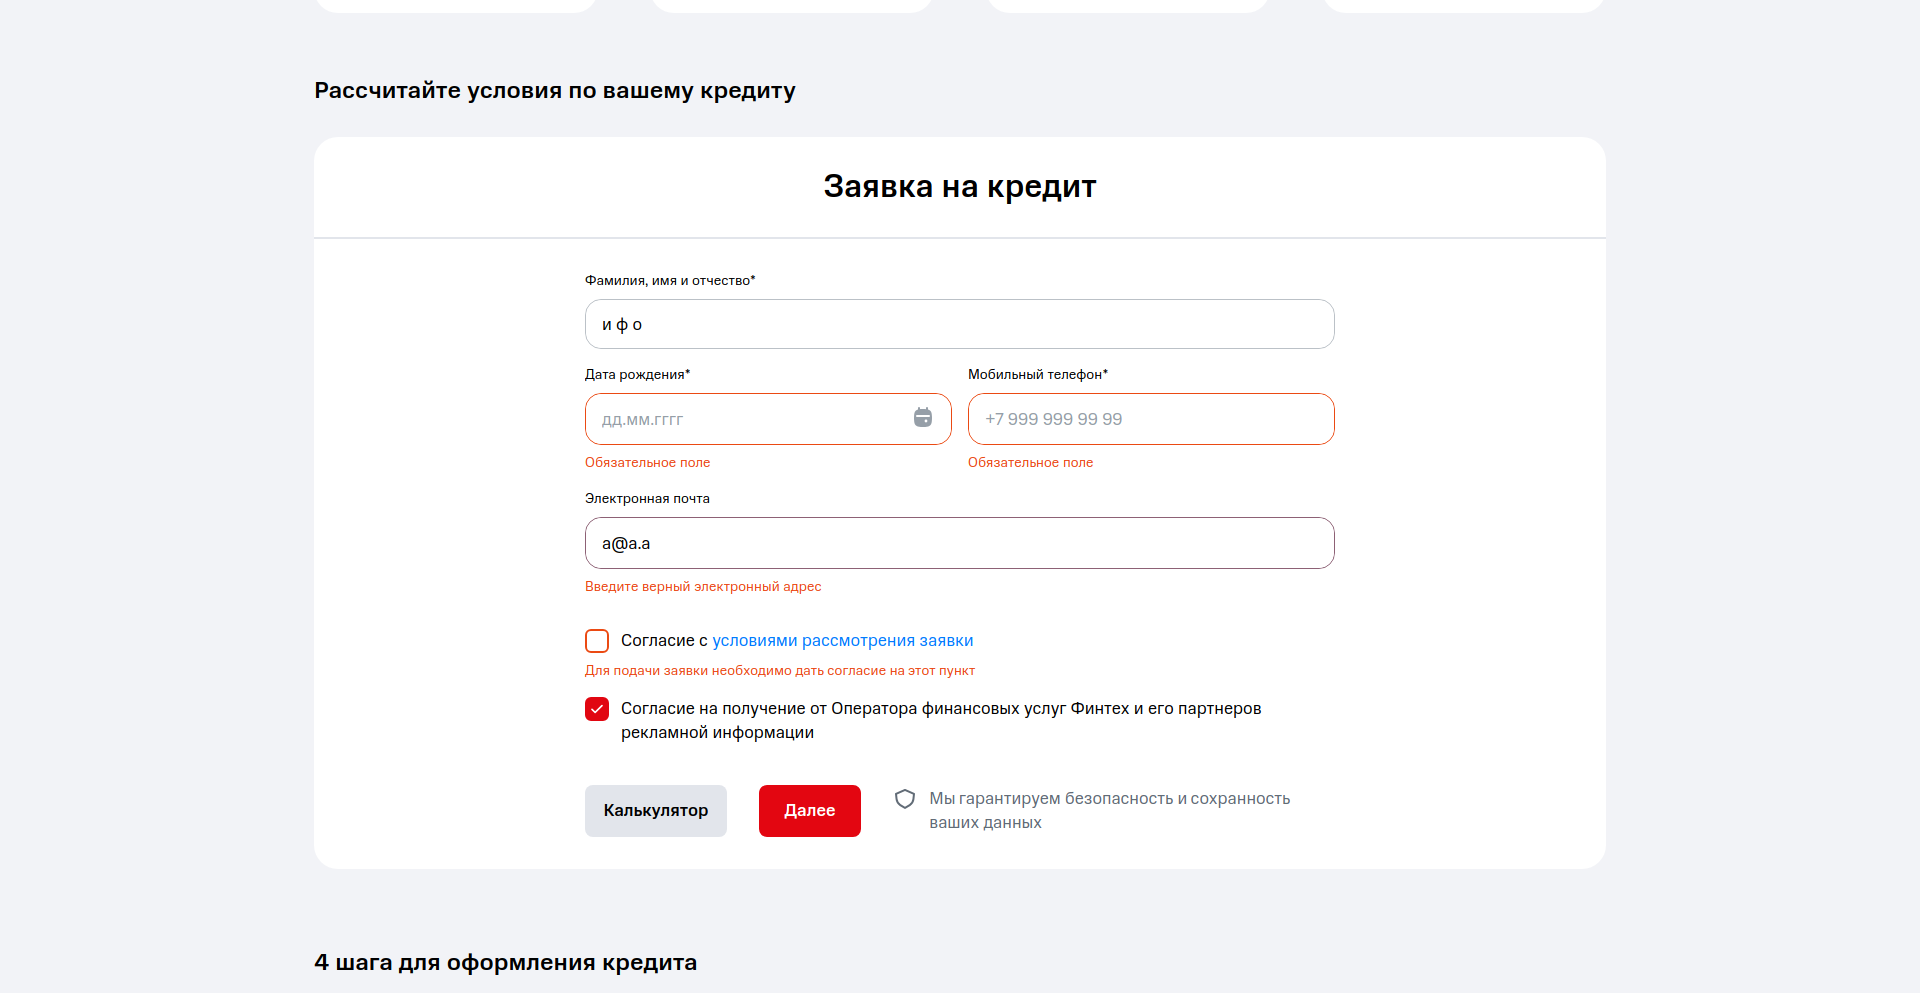 Рассчитайте условия по вашему кредиту
Заявка на кредит
Фамилия, имя и отчество*
и ф о
Дата рождения*
Мобильный телефон*
дд.мм.гггг
+7 999 999 99 99
Обязательное поле
Обязательное поле
Электронная почта
a@a.a
Введите верный электронный адрес
Согласие с условиями рассмотрения заявки
Для подачи заявки необходимо дать согласие на этот пункт
Согласие на получение от Оператора финансовых услуг Финтех и его партнеров
рекламной информации
Калькулятор
Далее
Мы гарантируем безопасность и сохранность
ваших данных
4 шага для оформления кредита